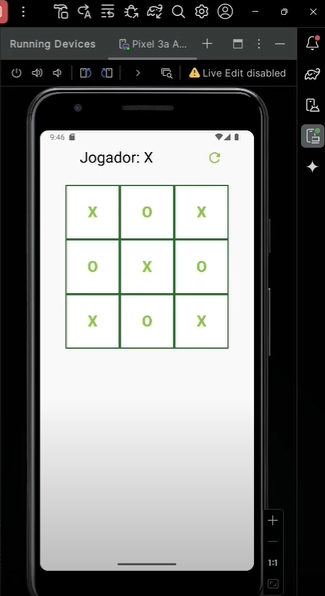 Running Devices
Pixel 3a A...
Live Edit disabled
9:46
Jogador: X
X O X
O X O
X O X
1:1